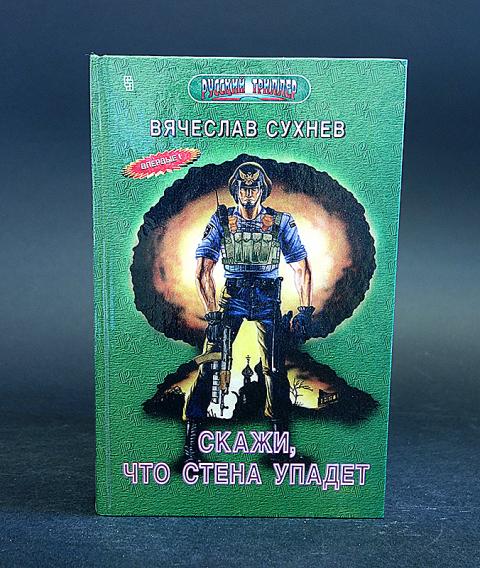 РУССКИЙ ТРИЛЛЕР
ВЯЧЕСЛАВ СУХНЕВ
ВПЕРВЫЕ!
СКАЖИ,
ЧТО СТЕНА УПАДЕТ